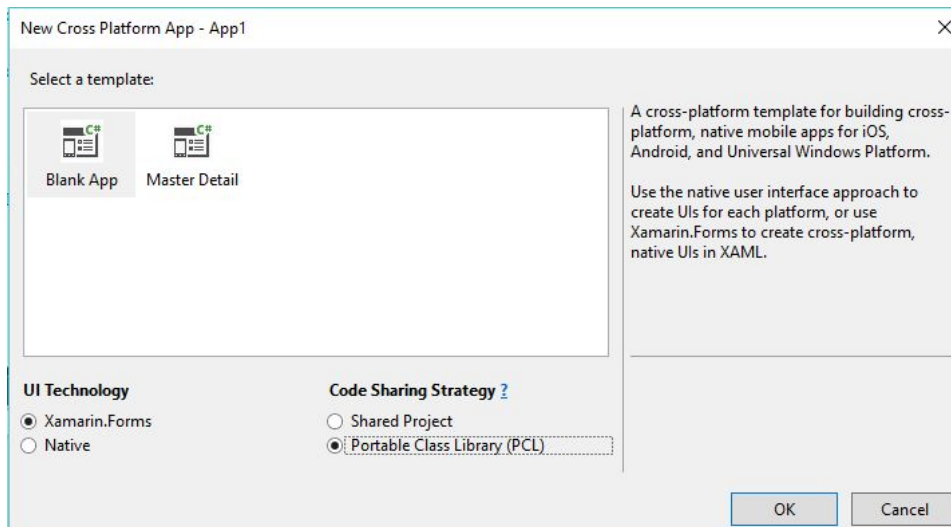 New Cross Platform App - App1
Select a template:
C#
Blank App
C#
Master Detail
A cross-platform template for building cross-
platform, native mobile apps for iOS,
Android, and Universal Windows Platform.
Use the native user interface approach to
create UIs for each platform, or use
Xamarin.Forms to create cross-platform,
native UIs in XAML.
UI Technology
Xamarin.Forms
Native
Code Sharing Strategy ?
Shared Project
Portable Class Library (PCL)
OK
Cancel